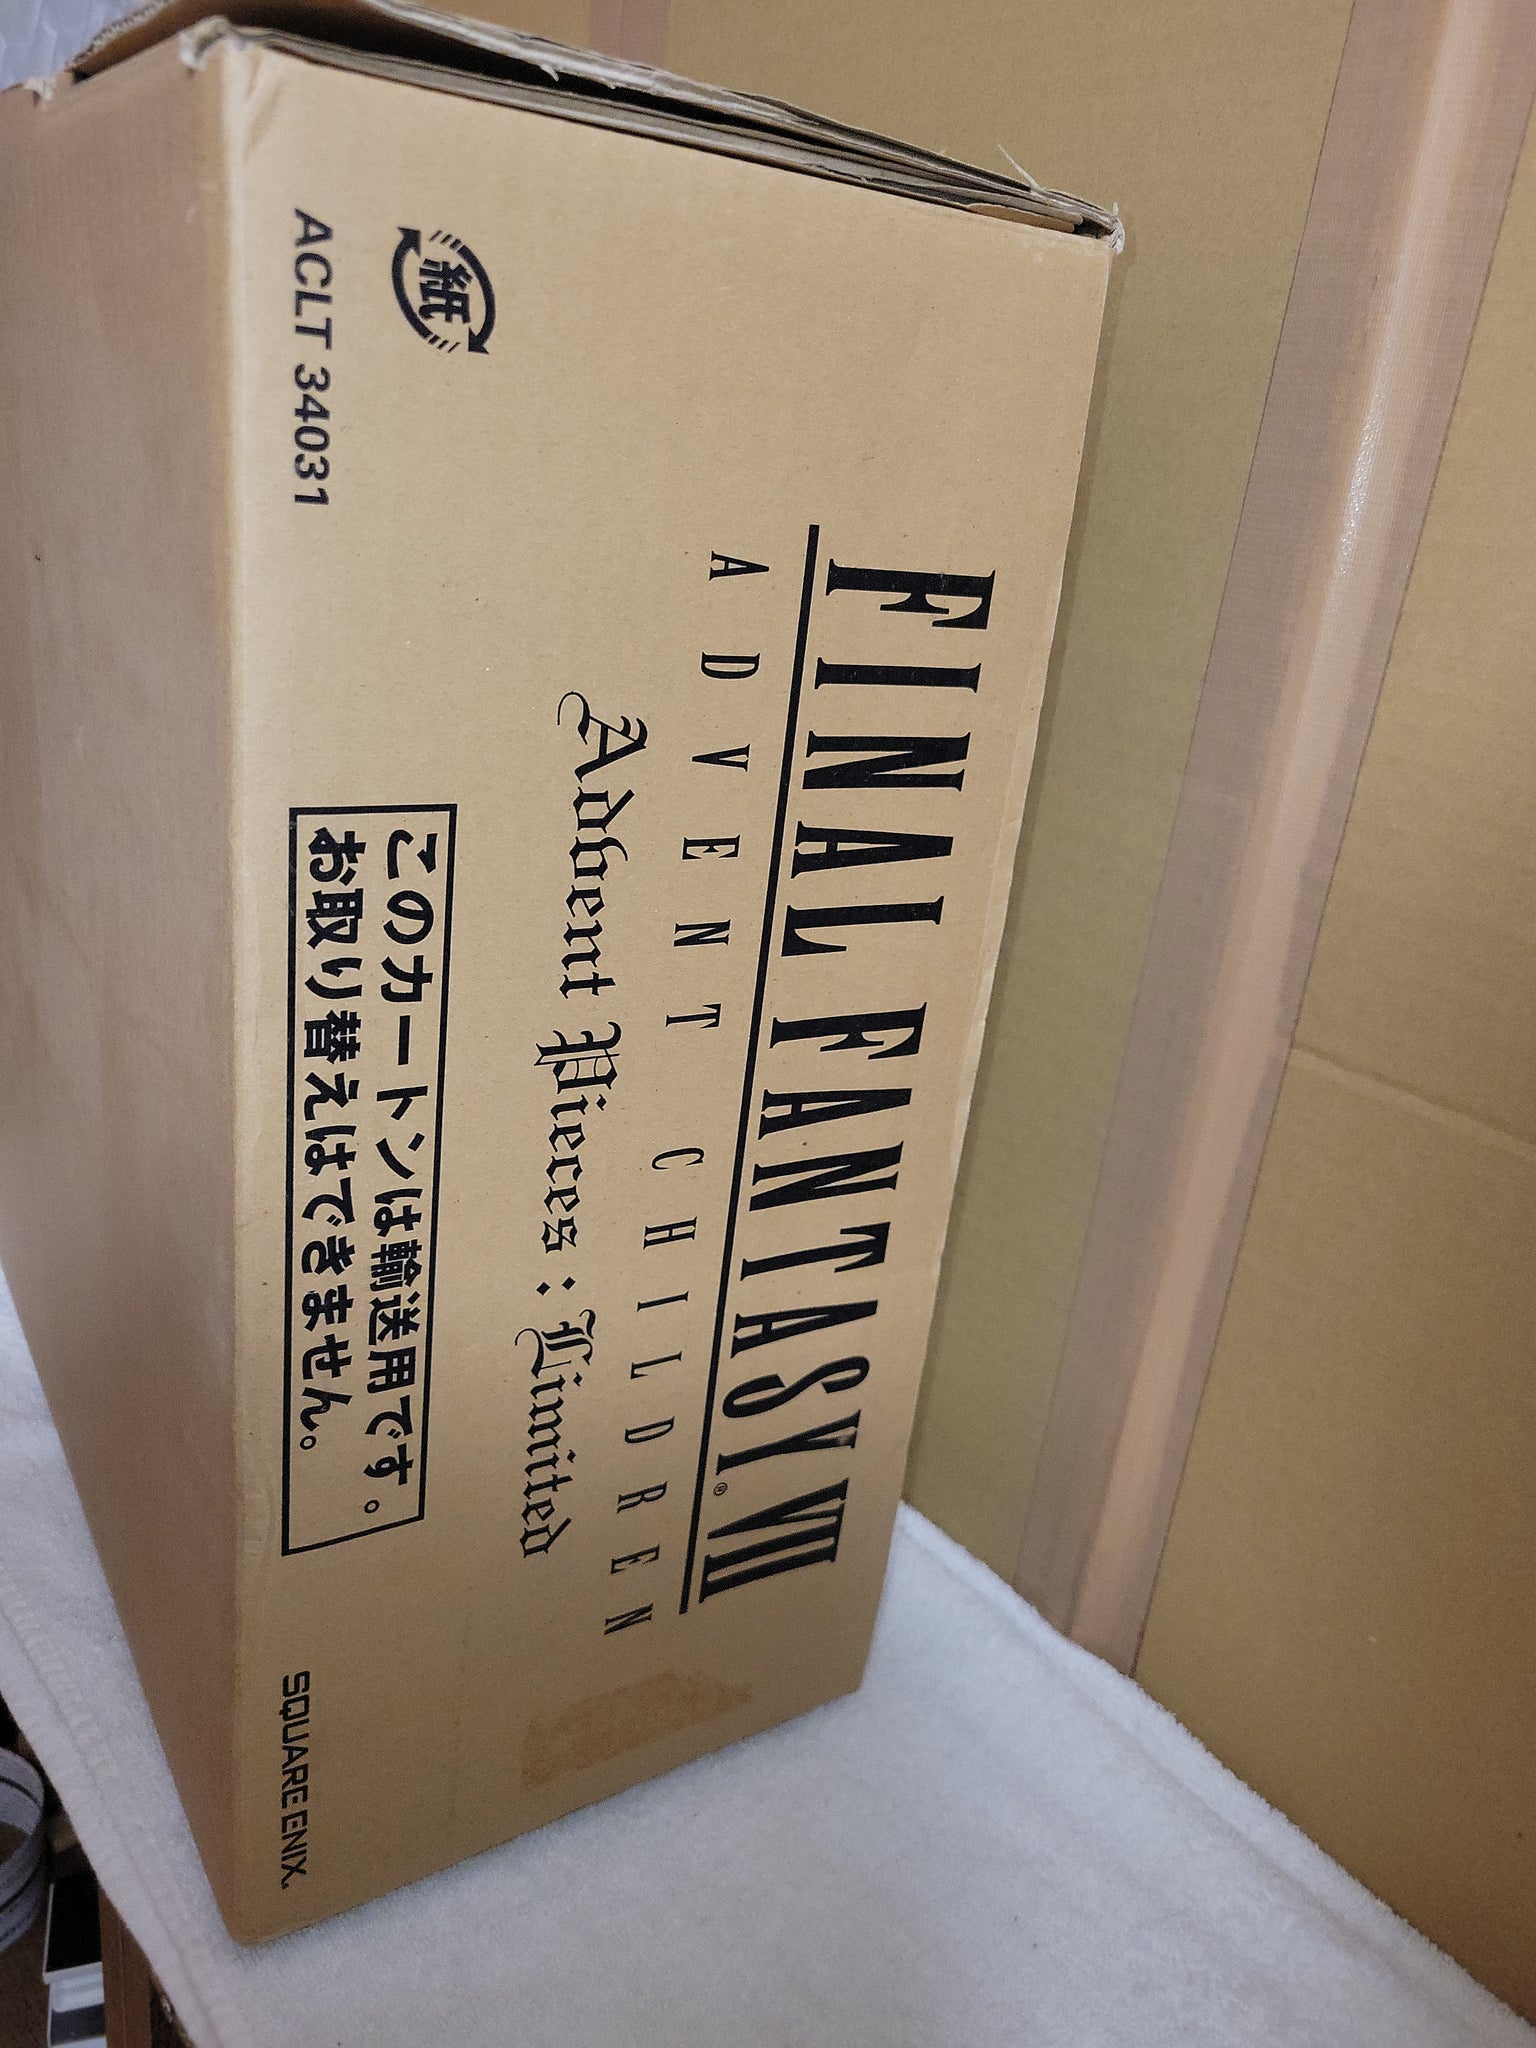 FINAL FANTASY® VII
ADVENT CHILDREN
Advent Pieces : Limited
紙
このカートンは輸送用です。
お取り替えはできません。
ACLT 34031
SQUARE ENIX.